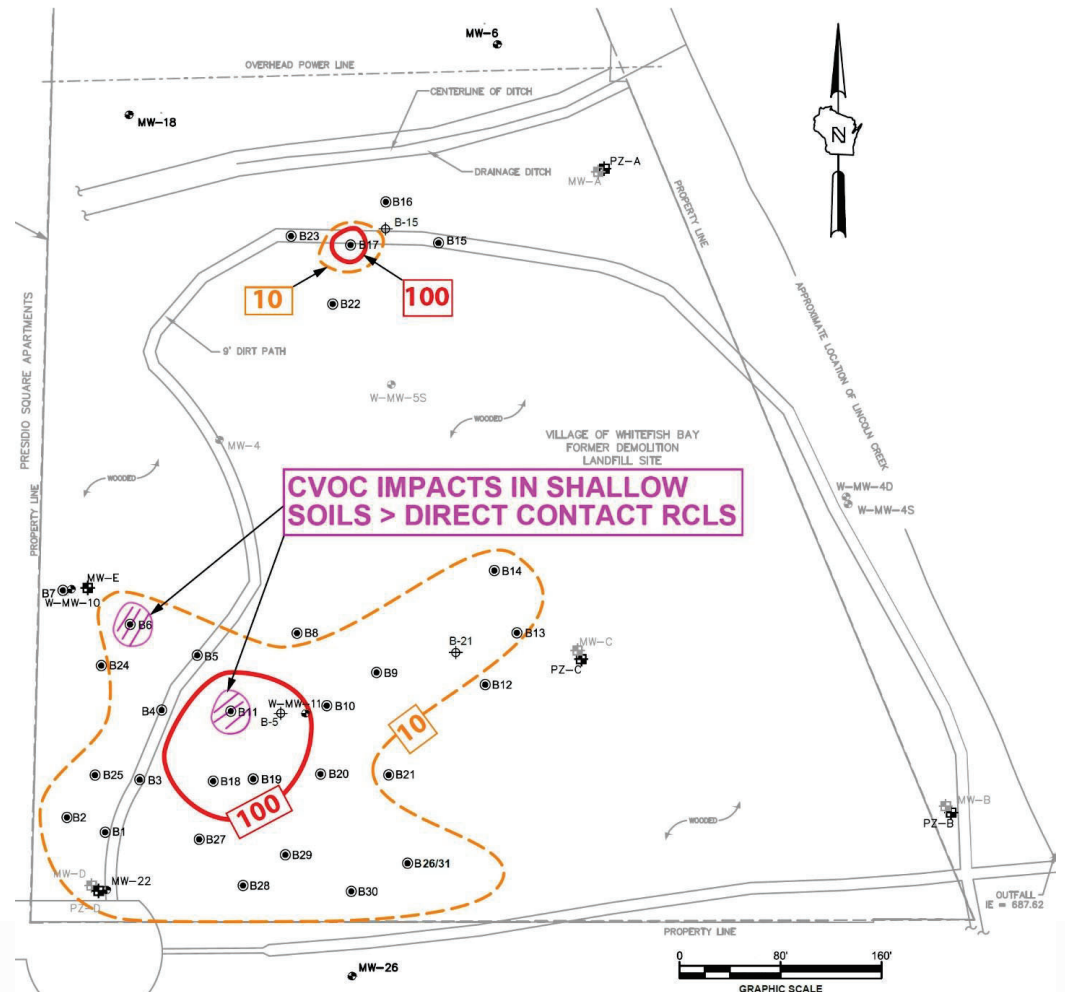 MW-6
OVERHEAD POWER LINE
CENTERLINE OF DITCH
MW-18
N
DRAINAGE DITCH
PZ-A
MW-A
PROPERTY LINE
B16
B-15
B23
B17
B15
10
100
B22
APPROXIMATE LOCATION OF LINCOLN CREEK
PRESIDIO SQUARE APARTMENTS
9' DIRT PATH
W-MW-5S
WOODED
MW-4
VILLAGE OF WHITEFISH BAY
FORMER DEMOLITION
LANDFILL SITE
WOODED
CVOC IMPACTS IN SHALLOW
SOILS > DIRECT CONTACT RCLS
W-MW-4D
W-MW-4S
PROPERTY LINE
B14
MW-E
B7
W-MW-10
B6
B8
B13
B-21
MW-C
PZ-C
B5
B24
B9
B12
B4
B11
W-MW-11
B-5
B10
10
B25
B3
B18
B19
B20
B21
100
B2
B1
B27
WOODED
MW-B
PZ-B
B29
B26/31
MW-D
MW-22
PZ-D
B28
B30
OUTFALL
IE = 687.62
PROPERTY LINE
MW-26
0
80'
160'
GRAPHIC SCALE